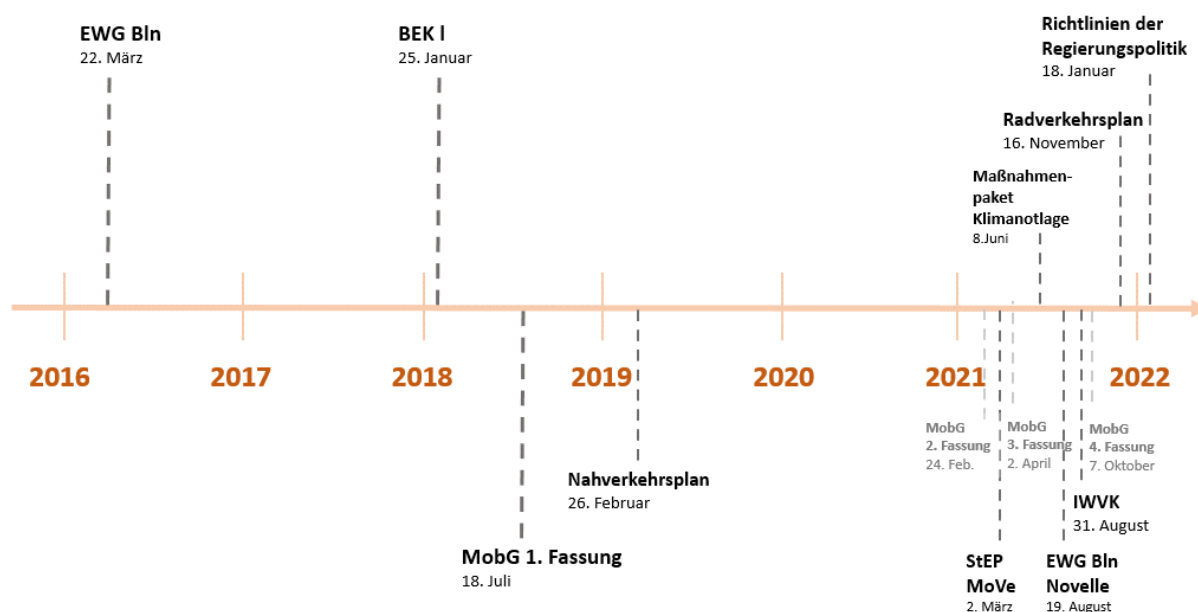 EWG Bln
22. März
BEK I
25. Januar
Richtlinien der
Regierungspolitik
18. Januar
Radverkehrsplan
16. November
Maßnahmen-
paket
Klimanotlage
8.Juni
2016
2017
2018
2019
2020
2021
2022
MobG
2. Fassung
24. Feb.
MobG
3. Fassung
2. April
MobG
4. Fassung
7. Oktober
Nahverkehrsplan
26. Februar
IWVK
31. August
MobG 1. Fassung
18. Juli
StEP
MoVe
2. März
EWG Bln
Novelle
19. August